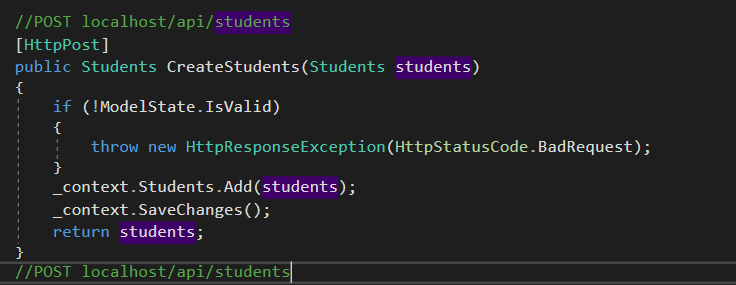 //POST localhost/api/students
[HttpPost]
public Students CreateStudents(Students students)
{
    if (!ModelState.IsValid)
    {
        throw new HttpResponseException(HttpStatusCode.BadRequest);
    }
    _context.Students.Add(students);
    _context.SaveChanges();
    return students;
}
//POST localhost/api/students